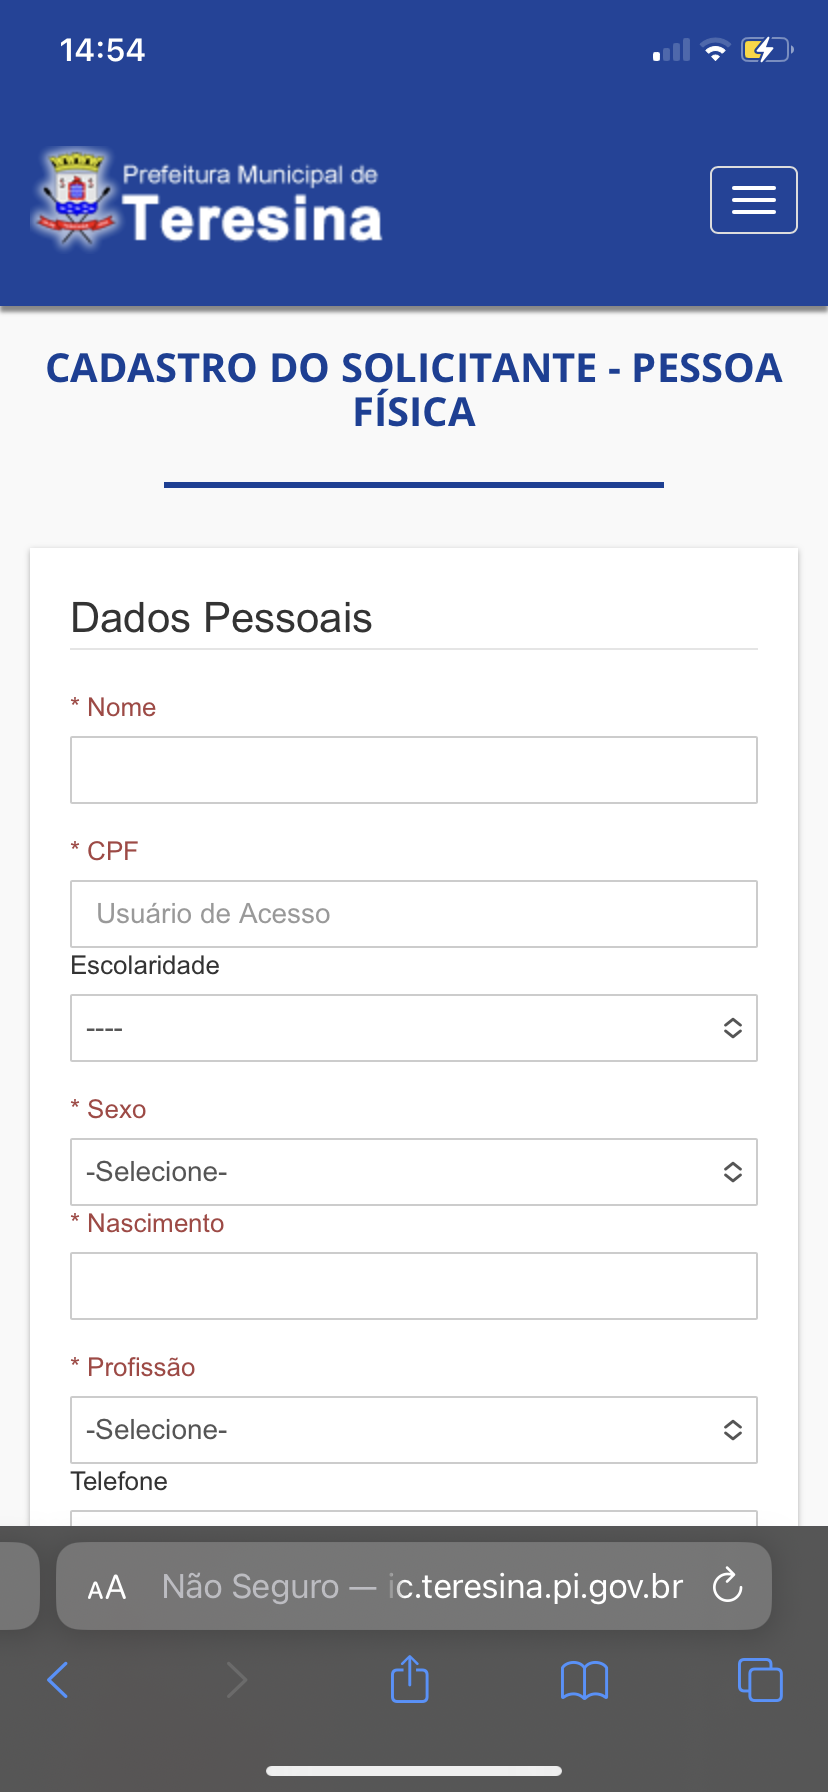 14:54
Prefeitura Municipal de
Teresina
CADASTRO DO SOLICITANTE - PESSOA
FÍSICA
Dados Pessoais
* Nome
* CPF
Usuário de Acesso
Escolaridade
----
* Sexo
-Selecione-
* Nascimento
* Profissão
-Selecione-
Telefone
AA Não Seguro — ic.teresina.pi.gov.br